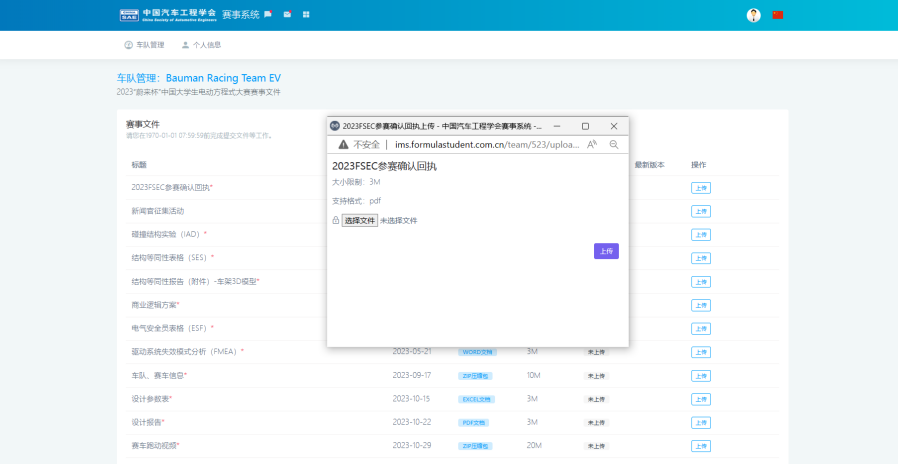 SAE 中国汽车工程学会 China Society of Automotive Engineers 赛事系统
车队管理 个人信息
车队管理：Bauman Racing Team EV
2023"蔚来杯"中国大学生电动方程式大赛赛事文件
赛事文件
请您在1970-01-01 07:59:59前完成提交文件等工作。
标题 最新版本 操作
2023FSEC参赛确认回执* 上传
新闻官征集活动 上传
碰撞结构实验（IAD）* 上传
结构等同性表格（SES）* 上传
结构等同性报告（附件）-车架3D模型* 上传
商业逻辑方案* 上传
电气安全员表格（ESF）* 上传
驱动系统失效模式分析（FMEA）* 2023-05-21 WORD文档 3M 未上传 上传
车队、赛车信息* 2023-09-17 ZIP压缩包 10M 未上传 上传
设计参数表* 2023-10-15 EXCEL文档 3M 未上传 上传
设计报告* 2023-10-22 PDF文档 3M 未上传 上传
赛车跑动视频* 2023-10-29 ZIP压缩包 20M 未上传 上传
2023FSEC参赛确认回执上传 - 中国汽车工程学会赛事系统 -...
不安全 | ims.formulastudent.com.cn/team/523/uploa...
2023FSEC参赛确认回执
大小限制：3M
支持格式：pdf
选择文件 未选择文件
上传